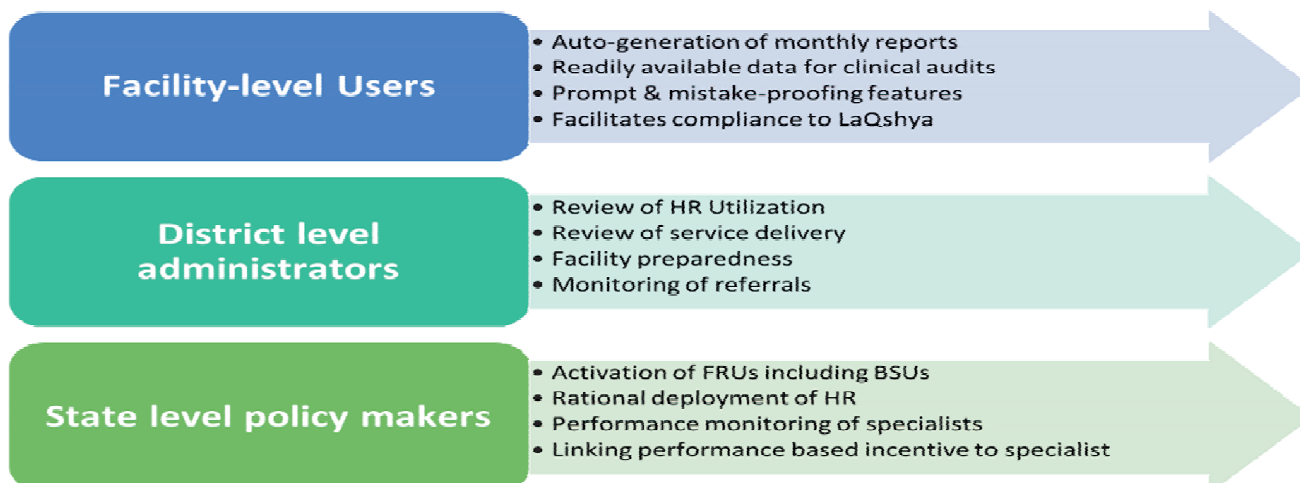 Facility-level Users
• Auto-generation of monthly reports
• Readily available data for clinical audits
• Prompt & mistake-proofing features
• Facilitates compliance to LaQshya
District level
administrators
• Review of HR Utilization
• Review of service delivery
• Facility preparedness
• Monitoring of referrals
State level policy makers
• Activation of FRUs including BSUs
• Rational deployment of HR
• Performance monitoring of specialists
• Linking performance based incentive to specialist